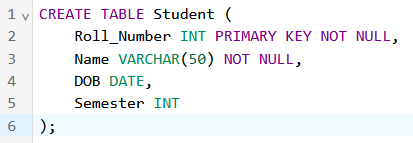 1 CREATE TABLE Student (
2 Roll_Number INT PRIMARY KEY NOT NULL,
3 Name VARCHAR(50) NOT NULL,
4 DOB DATE,
5 Semester INT
6 );